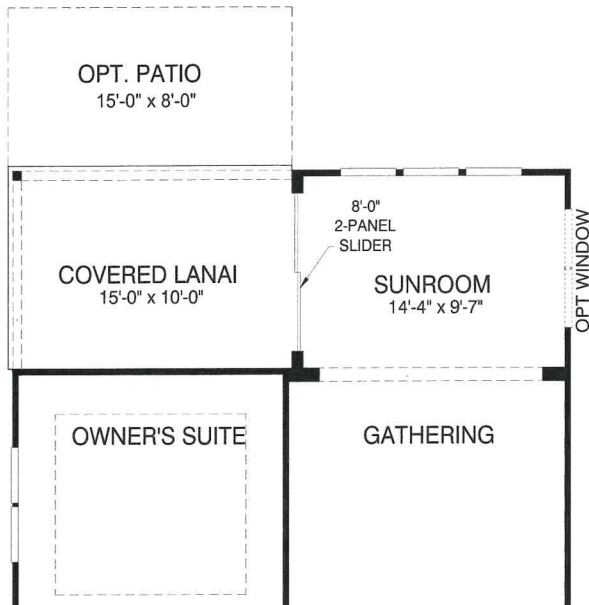 OPT. PATIO
15'-0" x 8'-0"
8'-0"
2-PANEL
SLIDER
COVERED LANAI
15'-0" x 10'-0"
SUNROOM
14'-4" x 9'-7"
OPT WINDOW
OWNER'S SUITE
GATHERING